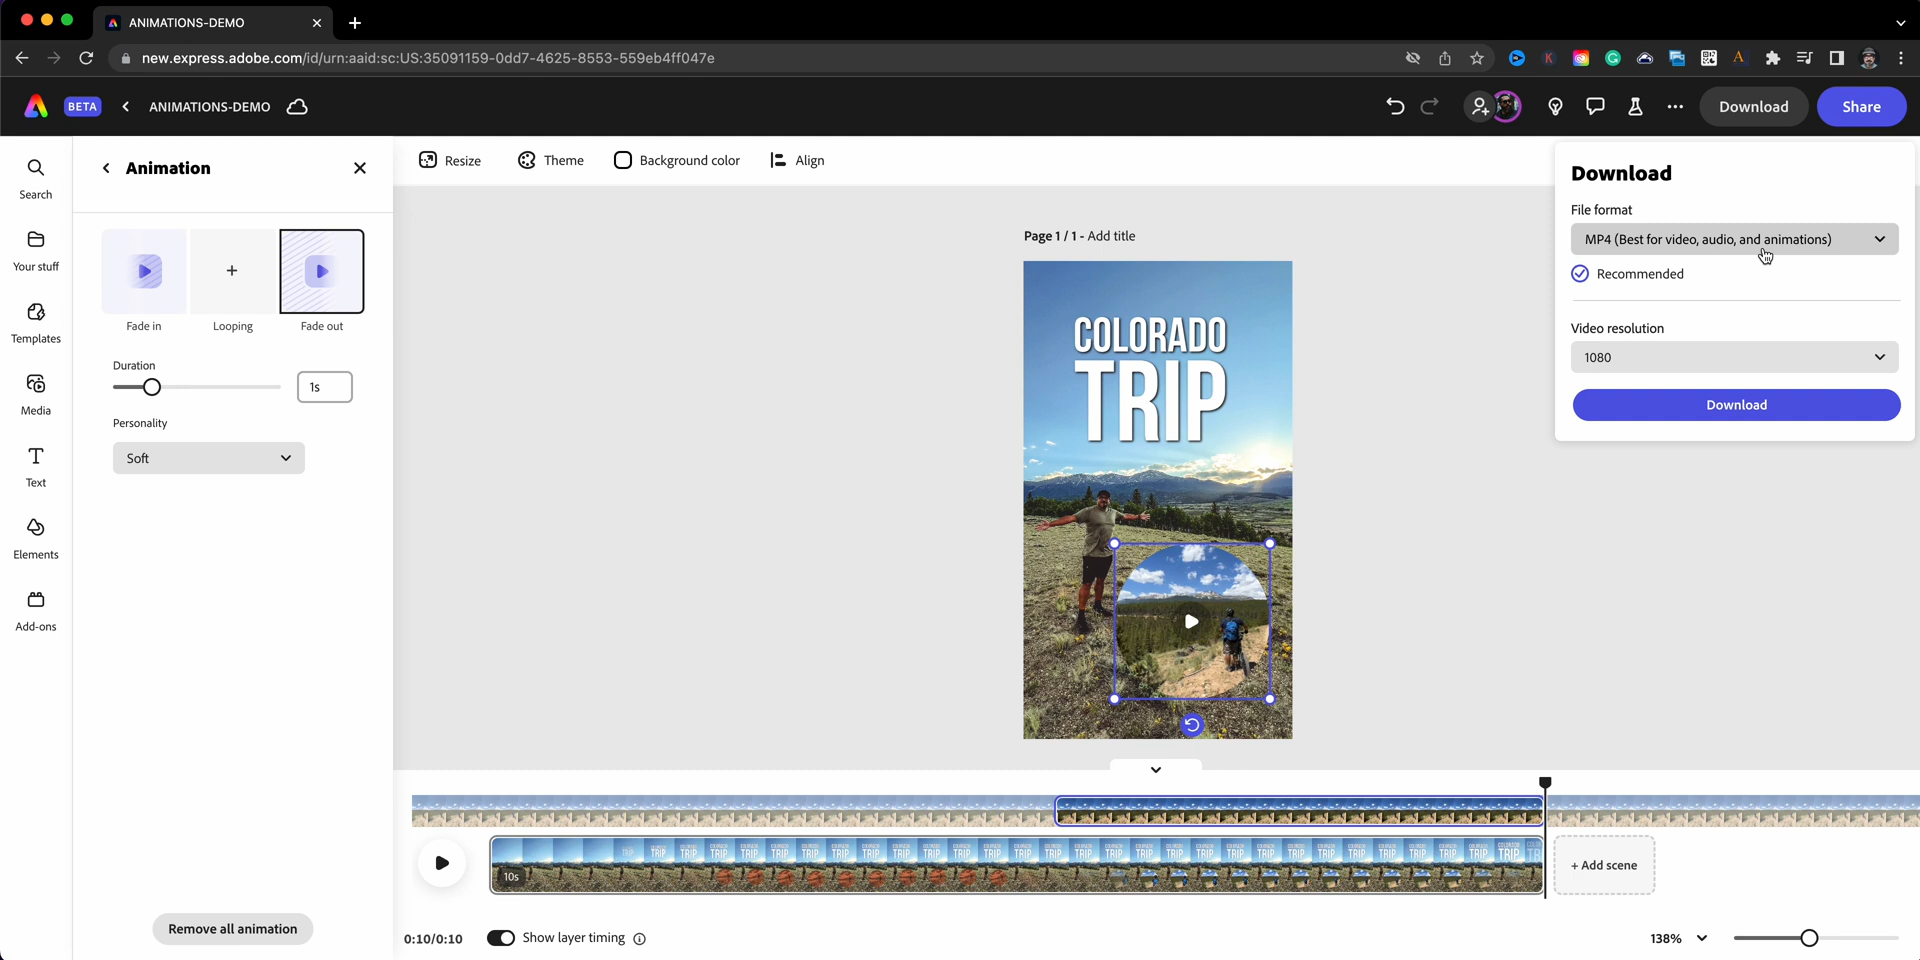 ANIMATIONS-DEMO
new.express.adobe.com/id/urn:aaid:sc:US:35091159-0dd7-4625-8553-559eb4ff047e
BETA
ANIMATIONS-DEMO
Download
Share
Search
Your stuff
Templates
Media
Text
Elements
Add-ons
Animation
Fade in
Looping
Fade out
Duration
1s
Personality
Soft
Remove all animation
Resize
Theme
Background color
Align
Page 1 / 1 - Add title
COLORADO
TRIP
Download
File format
MP4 (Best for video, audio, and animations)
Recommended
Video resolution
1080
Download
10s
+ Add scene
0:10/0:10
Show layer timing
138%